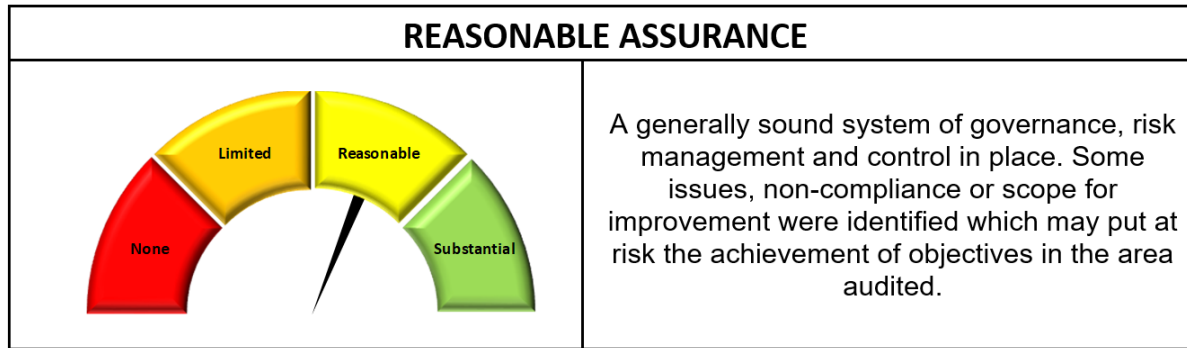 REASONABLE ASSURANCE
Limited
Reasonable
None
Substantial
A generally sound system of governance, risk
management and control in place. Some
issues, non-compliance or scope for
improvement were identified which may put at
risk the achievement of objectives in the area
audited.